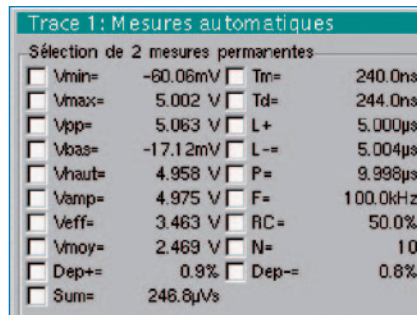 Trace 1: Mesures automatiques
Sélection de 2 mesures permanentes
Vmin= -60.06mV Tm= 240.0ns
Vmax= 5.002 V Td= 244.0ns
Vpp= 5.063 V L+ 5.000µs
Vbas= -17.12mV L-= 5.004µs
Vhaut= 4.958 V P= 9.998µs
Vamp= 4.975 V F= 100.0kHz
Veff= 3.463 V RC= 50.0%
Vmoy= 2.469 V N= 10
Dep+= 0.9% Dep-= 0.8%
Sum= 246.8µVs